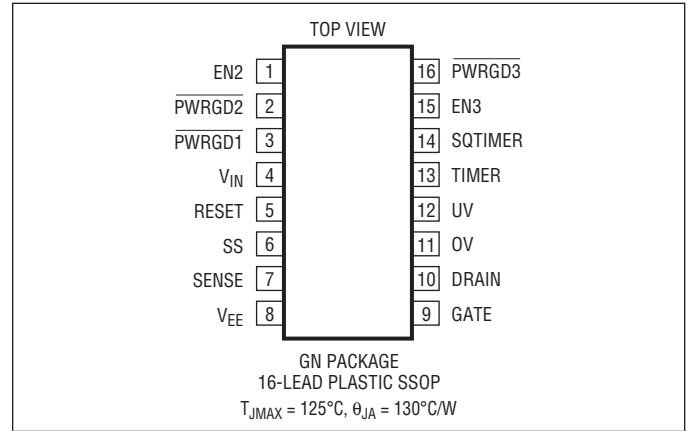 TOP VIEW
EN2 1
PWRGD2 2
PWRGD1 3
VIN 4
RESET 5
SS 6
SENSE 7
VEE 8
16 PWRGD3
15 EN3
14 SQTIMER
13 TIMER
12 UV
11 OV
10 DRAIN
9 GATE
GN PACKAGE
16-LEAD PLASTIC SSOP
TJMAX = 125°C, θJA = 130°C/W